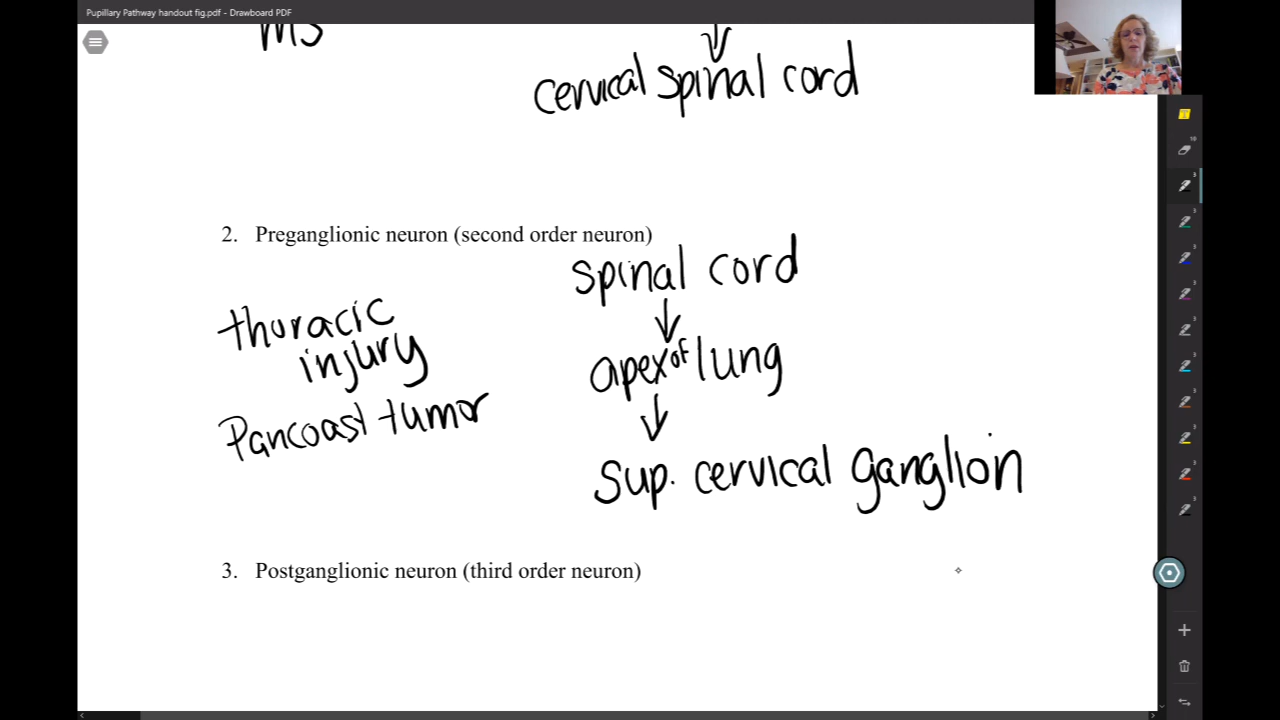 Pupillary Pathway handout fig.pdf - Drawboard PDF
MS
cervical spinal cord
2. Preganglionic neuron (second order neuron)
spinal cord
thoracic
injury
apex of lung
Pancoast tumor
sup. cervical ganglion
3. Postganglionic neuron (third order neuron)